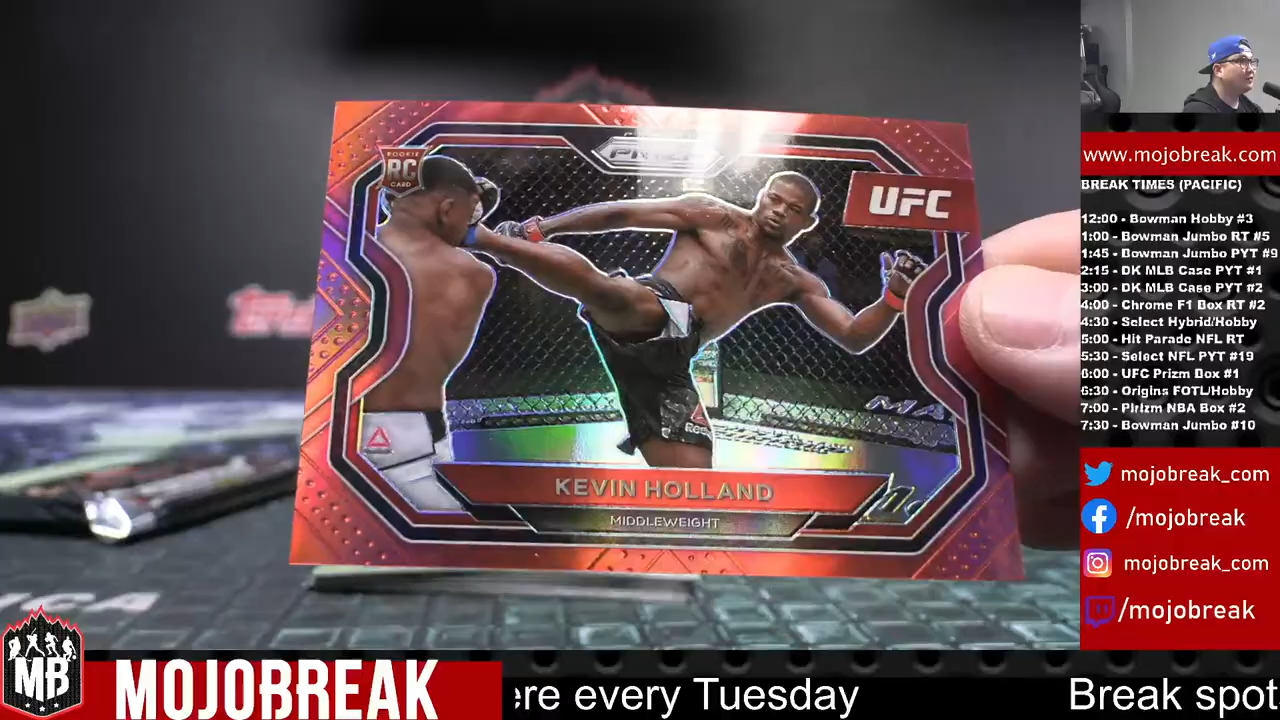 ROOKIE
RC
CARD
PRIZM
UFC
KEVIN HOLLAND
MIDDLEWEIGHT
www.mojobreak.com
BREAK TIMES (PACIFIC)
12:00 - Bowman Hobby #3
1:00 - Bowman Jumbo RT #5
1:45 - Bowman Jumbo PYT #9
2:15 - DK MLB Case PYT #1
3:00 - DK MLB Case PYT #2
4:00 - Chrome F1 Box RT #2
4:30 - Select Hybrid/Hobby
5:00 - Hit Parade NFL RT
5:30 - Select NFL PYT #19
6:00 - UFC Prizm Box #1
6:30 - Origins FOTL/Hobby
7:00 - Pirizm NBA Box #2
7:30 - Bowman Jumbo #10
mojobreak_com
/mojobreak
mojobreak_com
/mojobreak
MB
MOJOBREAK
ere every Tuesday
Break spot